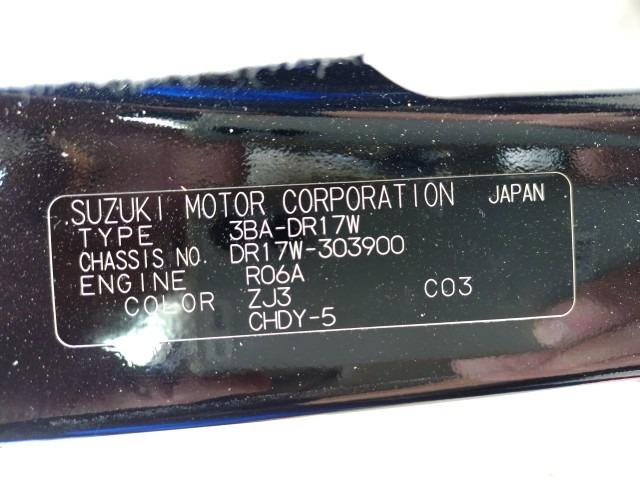 SUZUKI MOTOR CORPORATION JAPAN
TYPE 3BA-DR17W
CHASSIS NO. DR17W-303900
ENGINE R06A
COLOR ZJ3 C03
CHDY-5